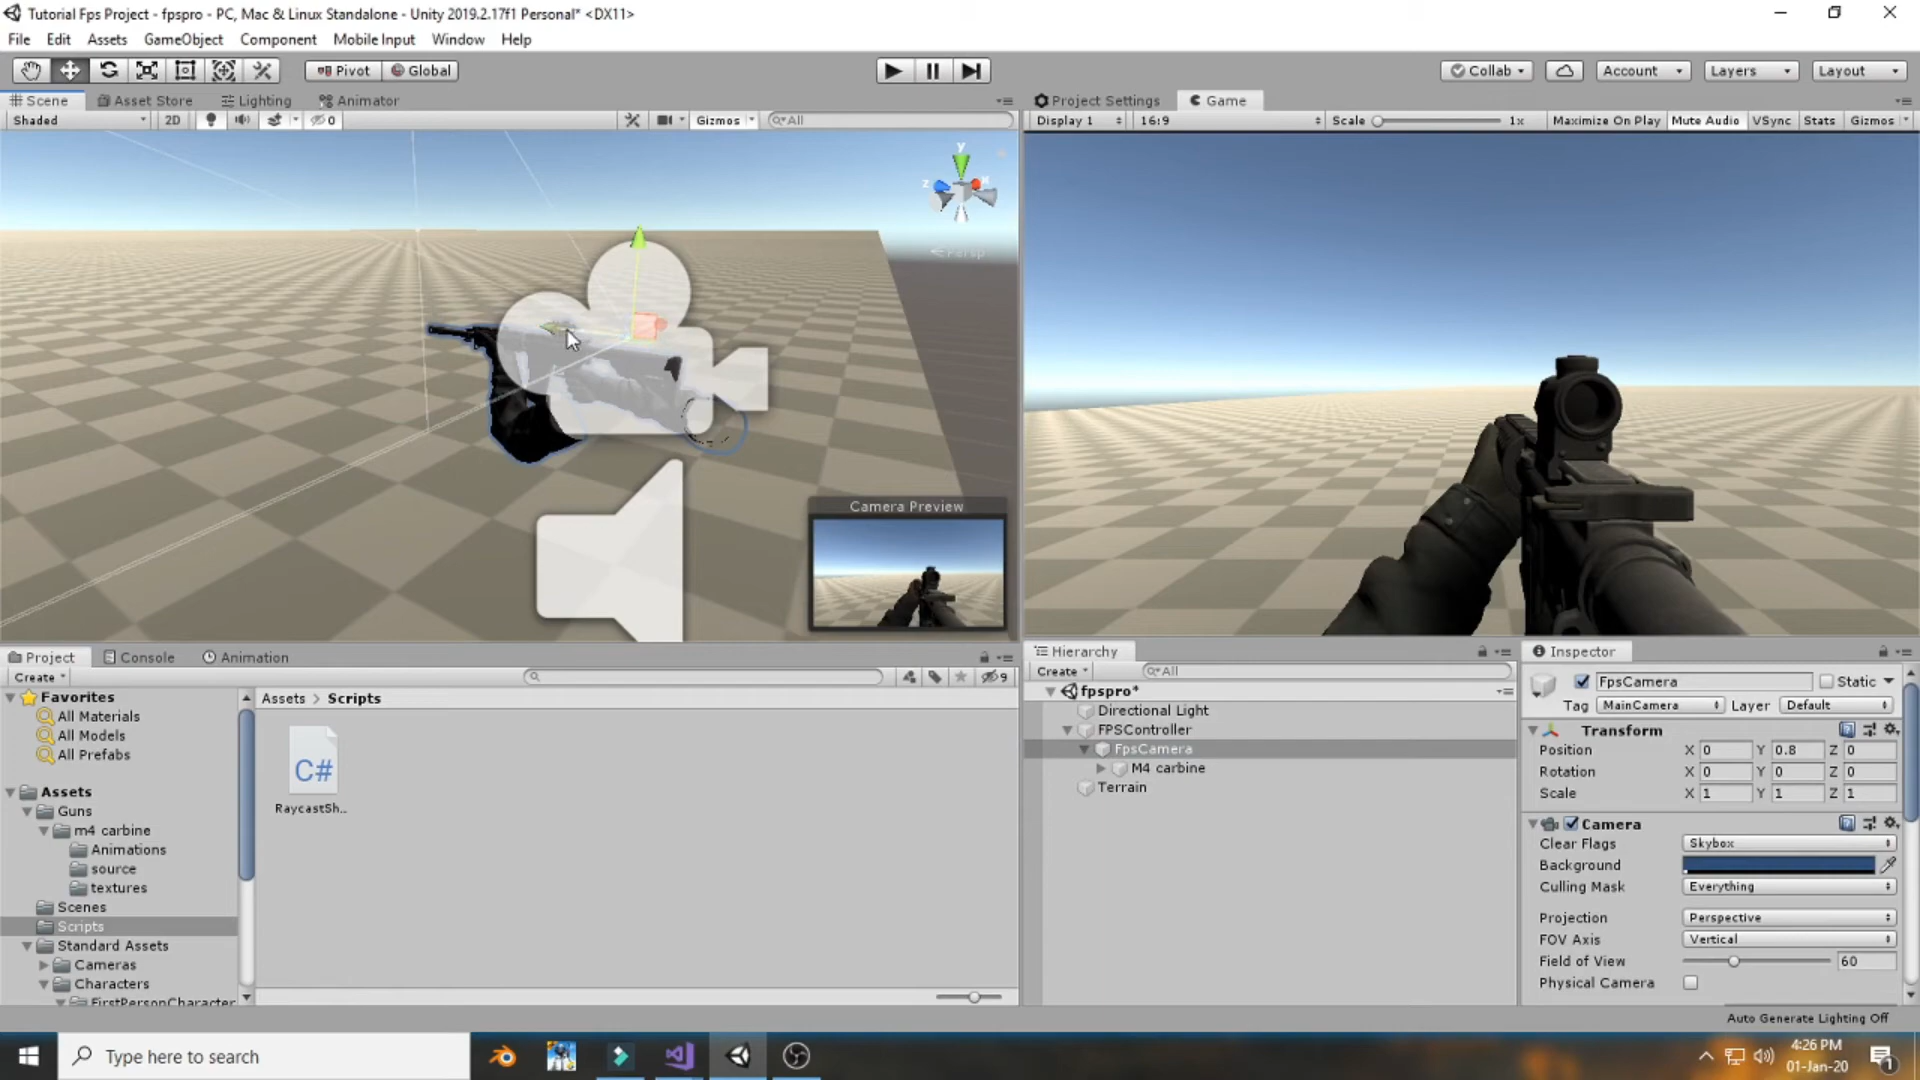 Tutorial Fps Project - fpspro - PC, Mac & Linux Standalone - Unity 2019.2.17f1 Personal* <DX11>
File Edit Assets GameObject Component Mobile Input Window Help
Pivot Global Collab Account Layers Layout
Scene Asset Store Lighting Animator
Shaded 2D 0 Gizmos All
y
z x
Persp
Camera Preview
Project Settings Game
Display 1 16:9 Scale 1x Maximize On Play Mute Audio VSync Stats Gizmos
Project Console Animation
Create 9
Favorites
All Materials
All Models
All Prefabs
Assets
Guns
m4 carbine
Animations
source
textures
Scenes
Scripts
Standard Assets
Cameras
Characters
FirstPersonCharacter
Assets > Scripts
C#
RaycastSh...
Hierarchy
Create All
fpspro*
Directional Light
FPSController
FpsCamera
M4 carbine
Terrain
Inspector
FpsCamera Static
Tag MainCamera Layer Default
Transform
Position X 0 Y 0.8 Z 0
Rotation X 0 Y 0 Z 0
Scale X 1 Y 1 Z 1
Camera
Clear Flags Skybox
Background
Culling Mask Everything
Projection Perspective
FOV Axis Vertical
Field of View 60
Physical Camera
Auto Generate Lighting Off
Type here to search
4:26 PM
01-Jan-20
1